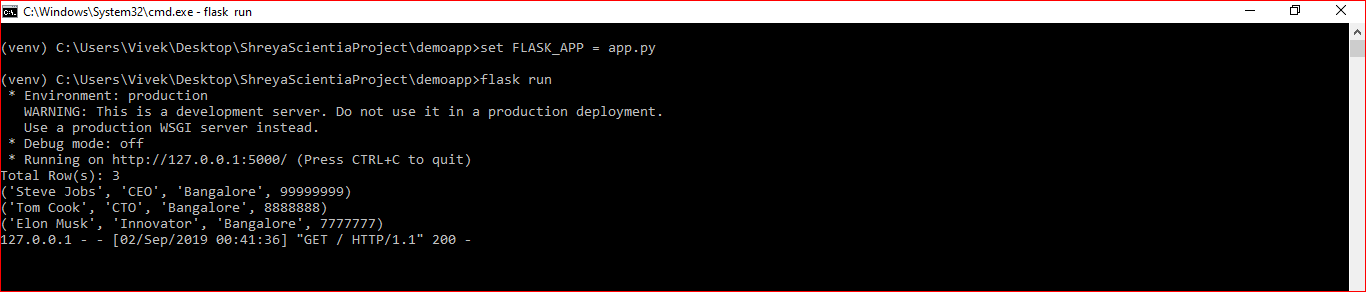 C:\Windows\System32\cmd.exe - flask run
(venv) C:\Users\Vivek\Desktop\ShreyaScientiaProject\demoapp>set FLASK_APP = app.py
(venv) C:\Users\Vivek\Desktop\ShreyaScientiaProject\demoapp>flask run
* Environment: production
WARNING: This is a development server. Do not use it in a production deployment.
Use a production WSGI server instead.
* Debug mode: off
* Running on http://127.0.0.1:5000/ (Press CTRL+C to quit)
Total Row(s): 3
('Steve Jobs', 'CEO', 'Bangalore', 99999999)
('Tom Cook', 'CTO', 'Bangalore', 8888888)
('Elon Musk', 'Innovator', 'Bangalore', 7777777)
127.0.0.1 - - [02/Sep/2019 00:41:36] "GET / HTTP/1.1" 200 -